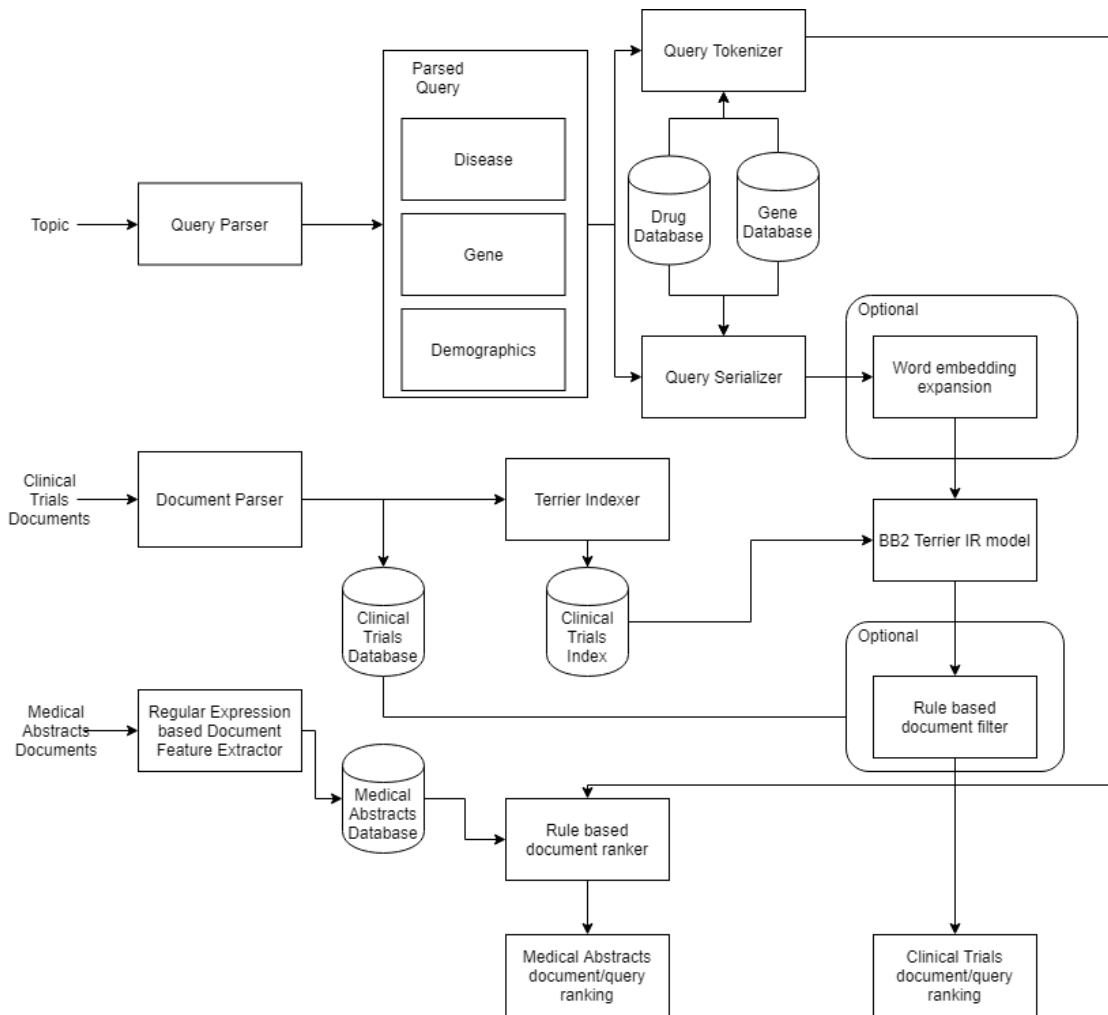 Query Tokenizer
Parsed
Query
Disease
Drug
Database
Gene
Database
Topic
Query Parser
Gene
Optional
Demographics
Query Serializer
Word embedding
expansion
Clinical
Trials
Documents
Document Parser
Terrier Indexer
BB2 Terrier IR model
Clinical
Trials
Database
Clinical
Trials
Index
Optional
Medical
Abstracts
Documents
Regular Expression
based Document
Feature Extractor
Rule based
document filter
Medical
Abstracts
Database
Rule based
document ranker
Medical Abstracts
document/query
ranking
Clinical Trials
document/query
ranking